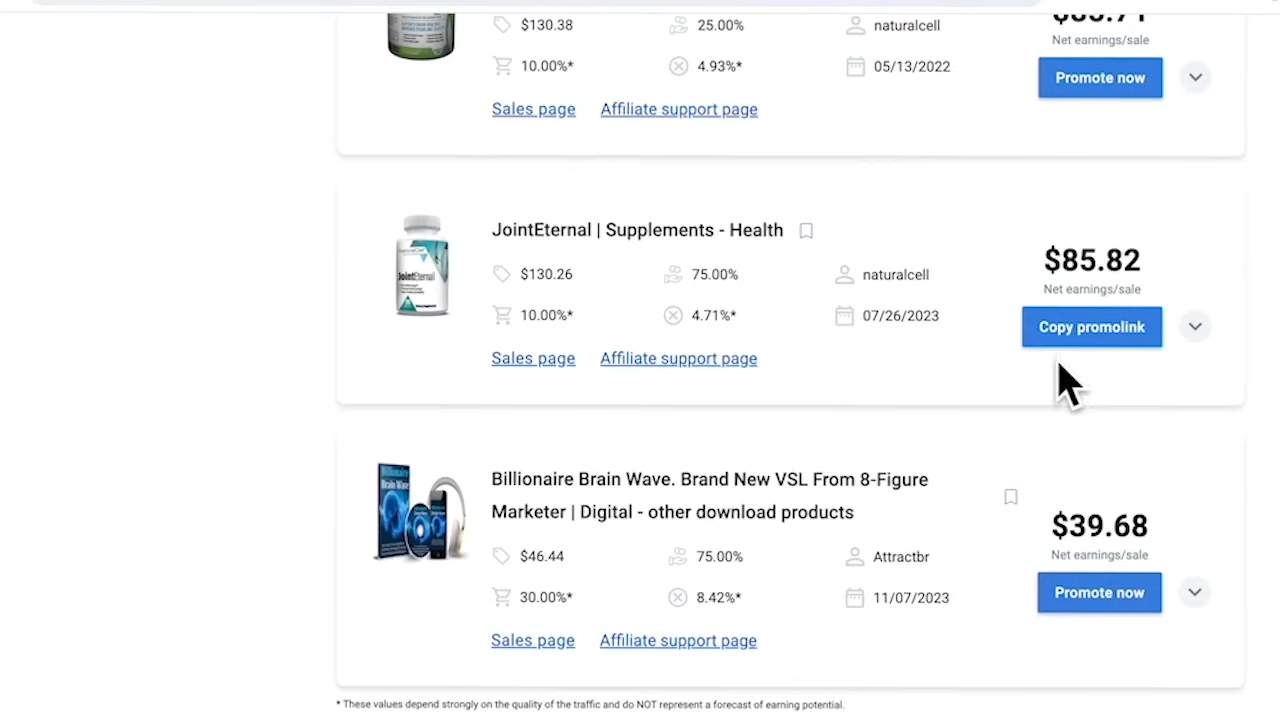 $130.38
25.00%
naturalcell
Net earnings/sale
10.00%*
4.93%*
05/13/2022
Promote now
Sales page
Affiliate support page
JointEternal | Supplements - Health
$130.26
75.00%
naturalcell
$85.82
Net earnings/sale
10.00%*
4.71%*
07/26/2023
Copy promolink
Sales page
Affiliate support page
JointEternal
Billionaire Brain Wave. Brand New VSL From 8-Figure
Marketer | Digital - other download products
Billionaire
Brain Wave
$46.44
75.00%
Attractbr
$39.68
Net earnings/sale
30.00%*
8.42%*
11/07/2023
Promote now
Sales page
Affiliate support page
* These values depend strongly on the quality of the traffic and do NOT represent a forecast of earning potential.